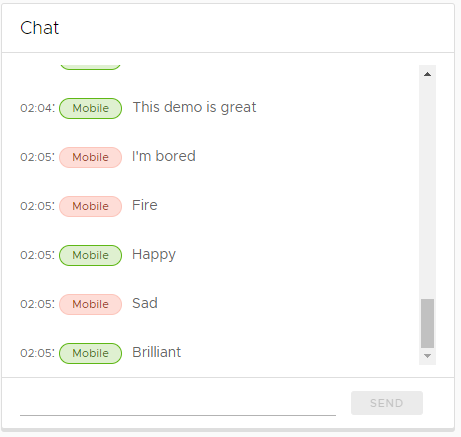 Chat
02:04: Mobile This demo is great
02:05: Mobile I'm bored
02:05: Mobile Fire
02:05: Mobile Happy
02:05: Mobile Sad
02:05: Mobile Brilliant
SEND